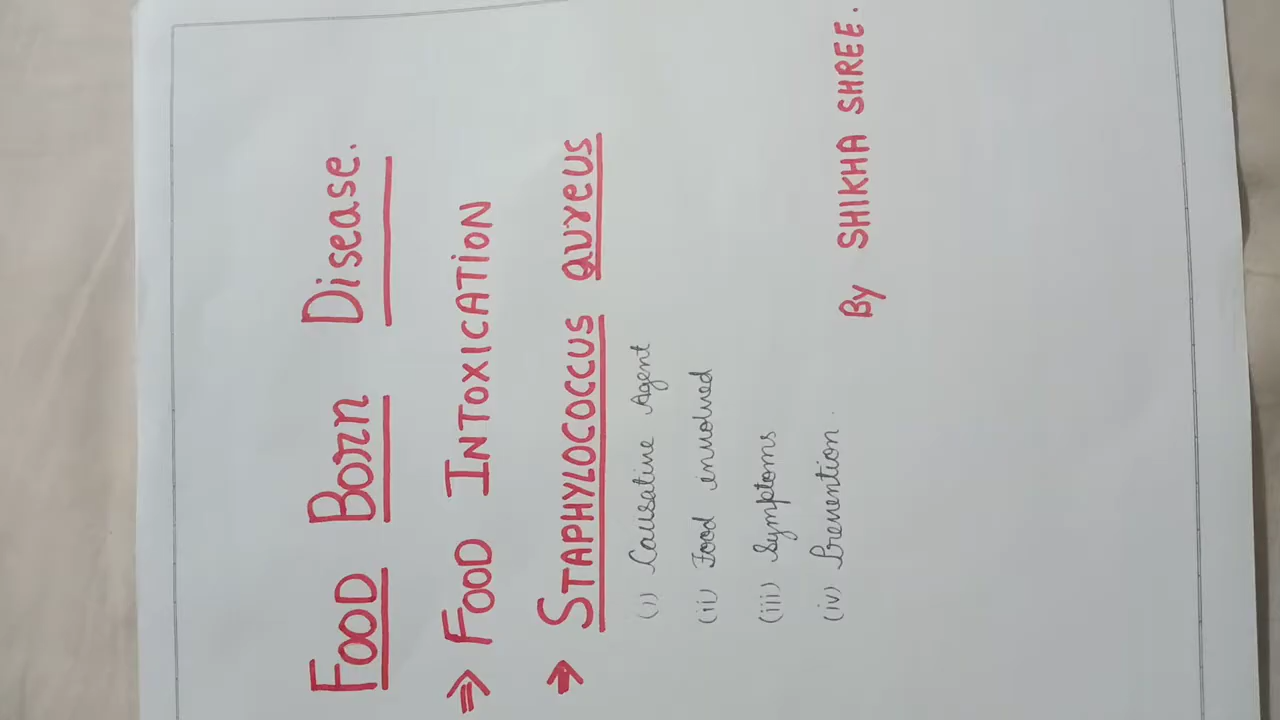 Food Born Disease.
⇒ FOOD INTOXICATION
→ STAPHYLOCOCCUS aureus
(i) Causative Agent
(ii) Food involved
(iii) Symptoms
(iv) Prevention.
By SHIKHA SHREE.